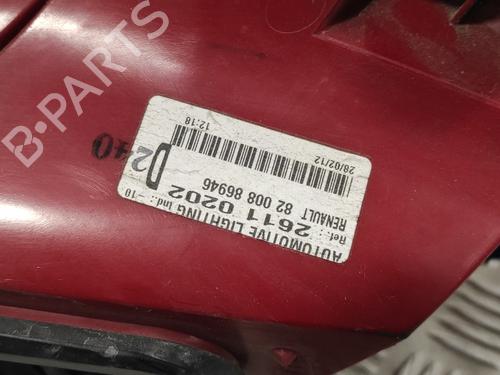 AUTOMOTIVE LIGHTING
Ref.: 2611 0202 Ind.: 10
RENAULT 82 008 86946
28/02/12 12:18
D240
B-PARTS